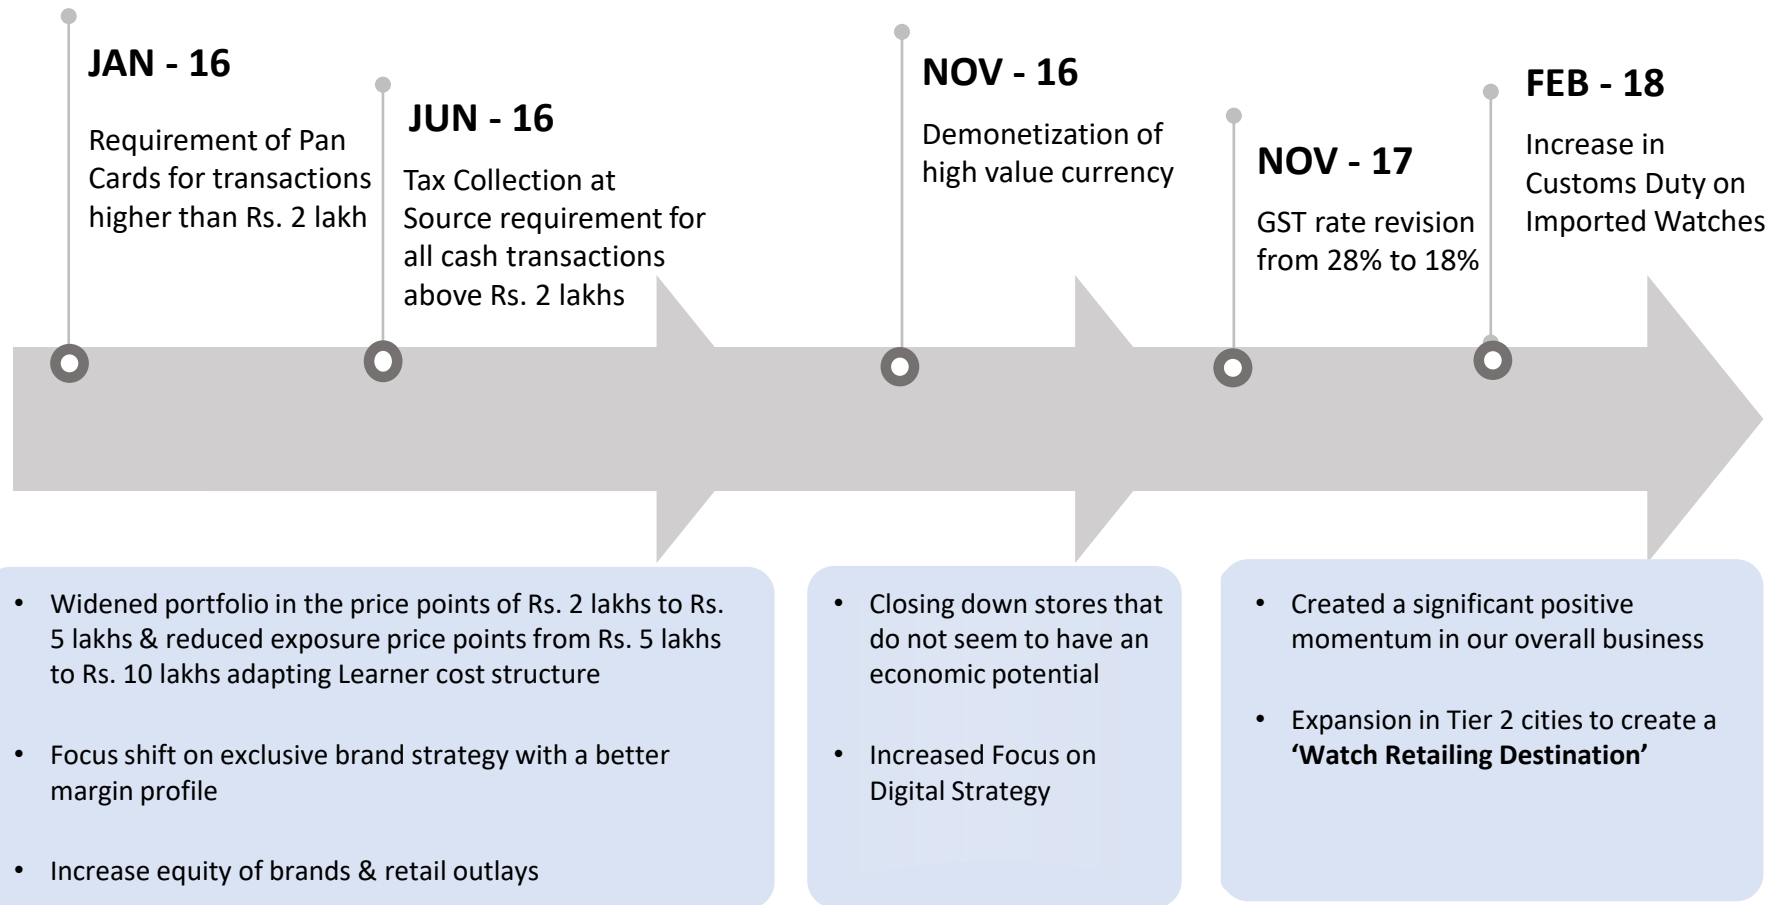 JAN - 16
Requirement of Pan
Cards for transactions
higher than Rs. 2 lakh
JUN - 16
Tax Collection at
Source requirement for
all cash transactions
above Rs. 2 lakhs
NOV - 16
Demonetization of
high value currency
NOV - 17
GST rate revision
from 28% to 18%
FEB - 18
Increase in
Customs Duty on
Imported Watches
• Widened portfolio in the price points of Rs. 2 lakhs to Rs.
5 lakhs & reduced exposure price points from Rs. 5 lakhs
to Rs. 10 lakhs adapting Learner cost structure
• Focus shift on exclusive brand strategy with a better
margin profile
• Increase equity of brands & retail outlays
• Closing down stores that
do not seem to have an
economic potential
• Increased Focus on
Digital Strategy
• Created a significant positive
momentum in our overall business
• Expansion in Tier 2 cities to create a
‘Watch Retailing Destination’